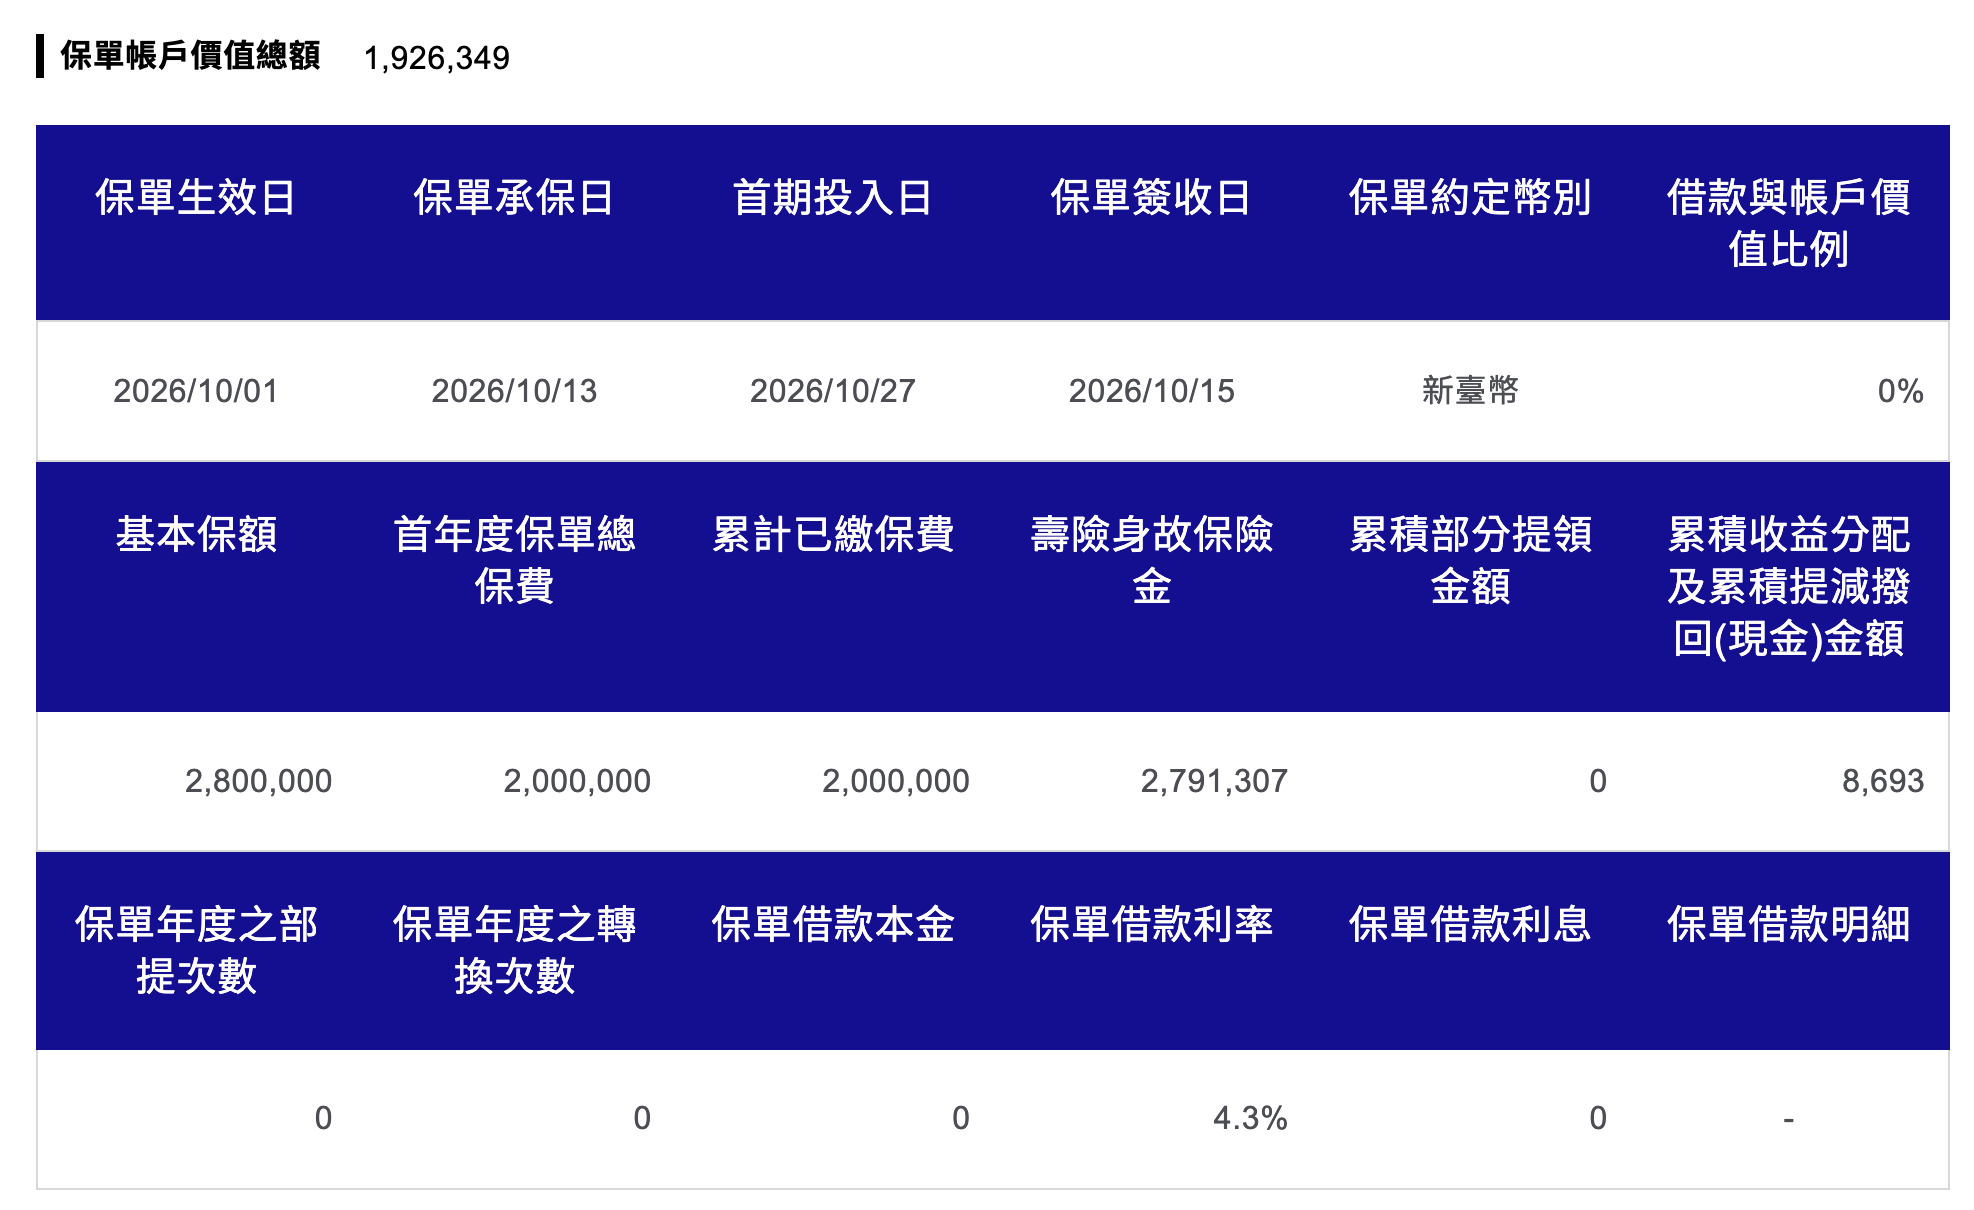 保單帳戶價值總額 1,926,349
保單生效日 保單承保日 首期投入日 保單簽收日 保單約定幣別 借款與帳戶價
值比例
2026/10/01 2026/10/13 2026/10/27 2026/10/15 新臺幣 0%
基本保額 首年度保單總 累計已繳保費 壽險身故保險 累積部分提領 累積收益分配
保費 金 金額 及累積提減撥
回(現金)金額
2,800,000 2,000,000 2,000,000 2,791,307 0 8,693
保單年度之部 保單年度之轉 保單借款本金 保單借款利率 保單借款利息 保單借款明細
提次數 換次數
0 0 0 4.3% 0 -